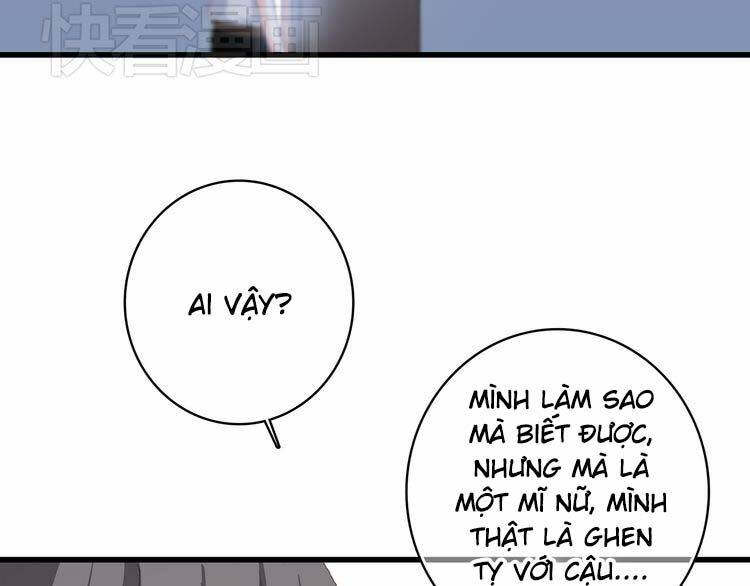 快看漫画
AI VẬY?
MÌNH LÀM SAO
MÀ BIẾT ĐƯỢC,
NHƯNG MÀ LÀ
MỘT MĨ NỮ, MÌNH
THẬT LÀ GHEN
TỴ VỚI CẬU....